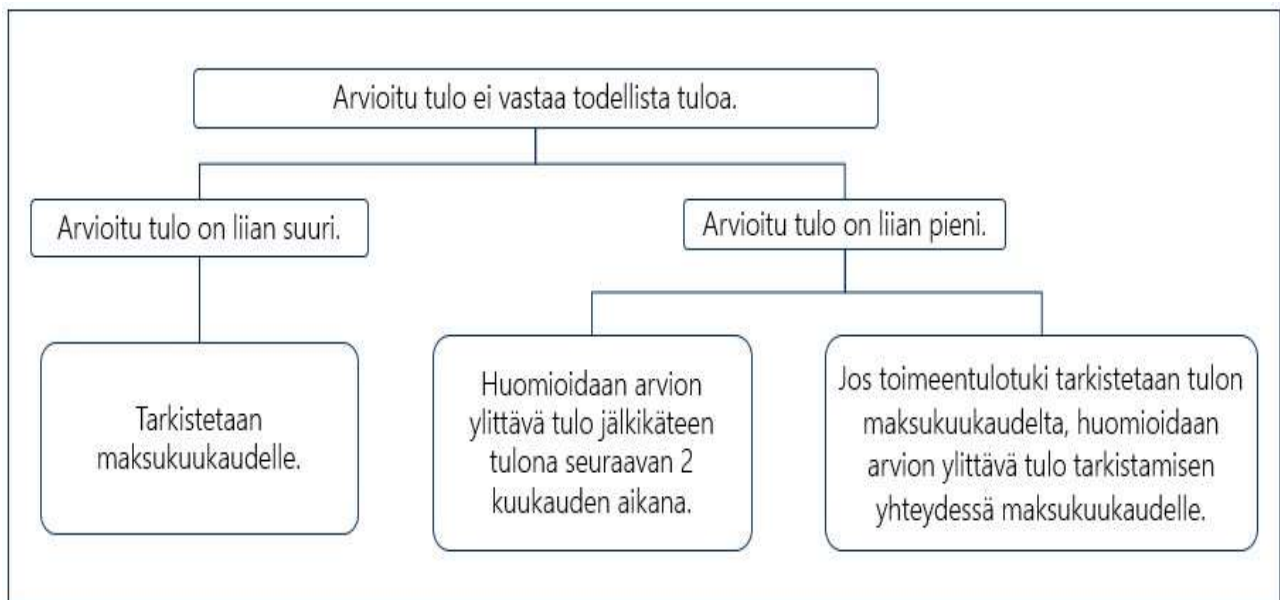 Arvioitu tulo ei vastaa todellista tuloa.
Arvioitu tulo on liian suuri.
Arvioitu tulo on liian pieni.
Tarkistetaan
maksukuukaudelle.
Huomioidaan arvion
ylittävä tulo jälkikäteen
tulona seuraavan 2
kuukauden aikana.
Jos toimeentulotuki tarkistetaan tulon
maksukuukaudelta, huomioidaan
arvion ylittävä tulo tarkistamisen
yhteydessä maksukuukaudelle.